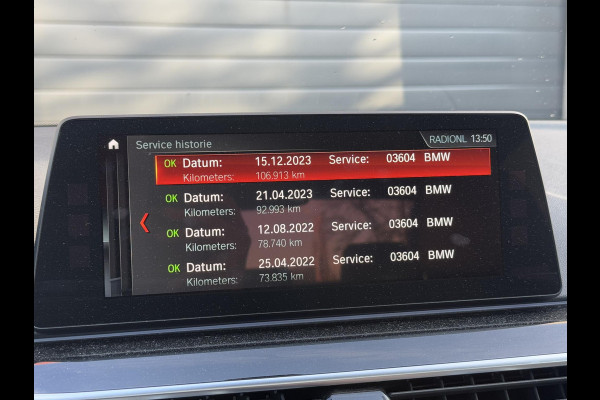 Service historie RADIONL 13:50
OK Datum: 15.12.2023 Service: 03604 BMW
Kilometers: 106.913 km
OK Datum: 21.04.2023 Service: 03604 BMW
Kilometers: 92.993 km
OK Datum: 12.08.2022 Service: 03604 BMW
Kilometers: 78.740 km
OK Datum: 25.04.2022 Service: 03604 BMW
Kilometers: 73.835 km